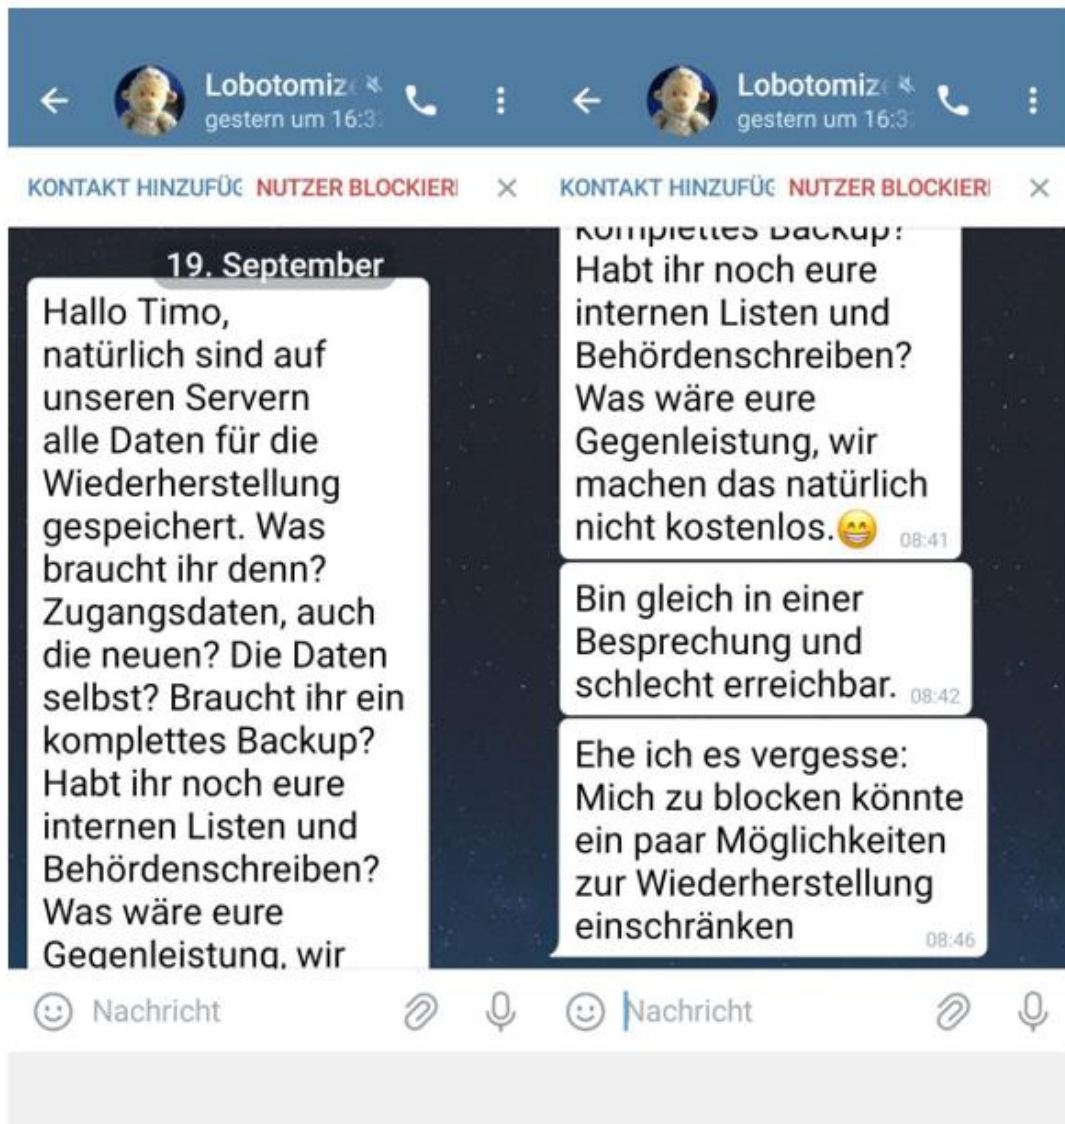 Lobotomiz
gestern um 16:3
KONTAKT HINZUFÜG NUTZER BLOCKIER
19. September
Hallo Timo,
natürlich sind auf
unseren Servern
alle Daten für die
Wiederherstellung
gespeichert. Was
braucht ihr denn?
Zugangsdaten, auch
die neuen? Die Daten
selbst? Braucht ihr ein
komplettes Backup?
Habt ihr noch eure
internen Listen und
Behördenschreiben?
Was wäre eure
Gegenleistung, wir
Nachricht
Lobotomiz
gestern um 16:3
KONTAKT HINZUFÜG NUTZER BLOCKIER
komplettes Backup?
Habt ihr noch eure
internen Listen und
Behördenschreiben?
Was wäre eure
Gegenleistung, wir
machen das natürlich
nicht kostenlos.😁 08:41
Bin gleich in einer
Besprechung und
schlecht erreichbar. 08:42
Ehe ich es vergesse:
Mich zu blocken könnte
ein paar Möglichkeiten
zur Wiederherstellung
einschränken 08:46
Nachricht